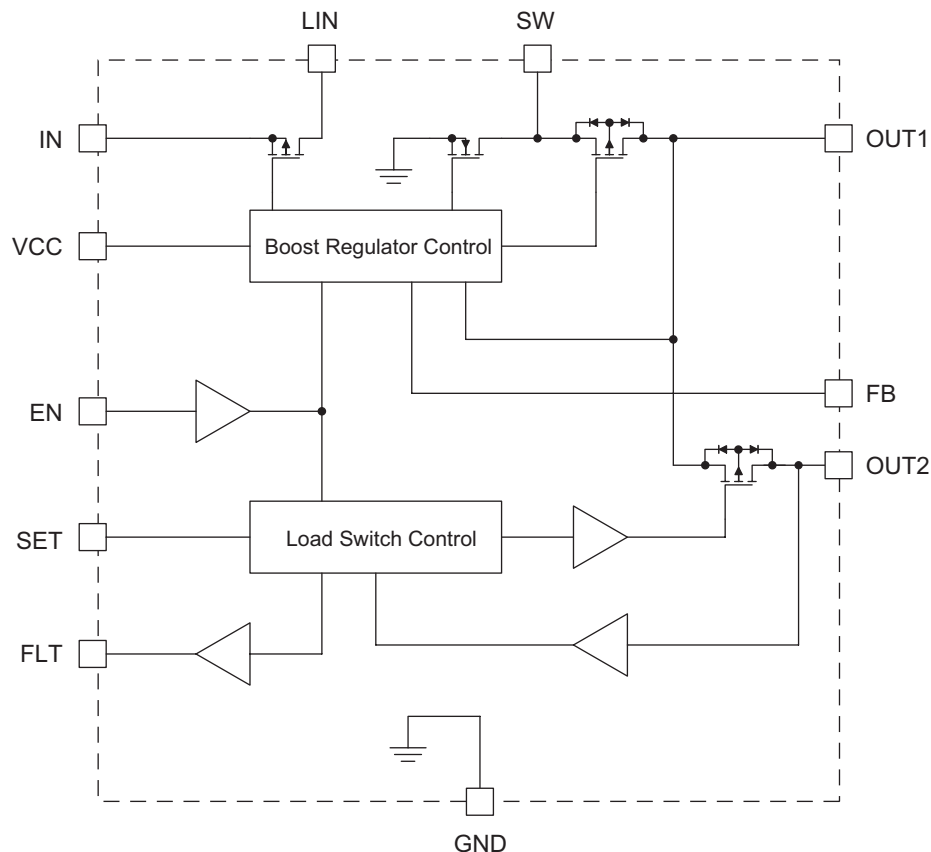 LIN
SW
IN
OUT1
VCC
Boost Regulator Control
EN
FB
OUT2
SET
Load Switch Control
FLT
GND